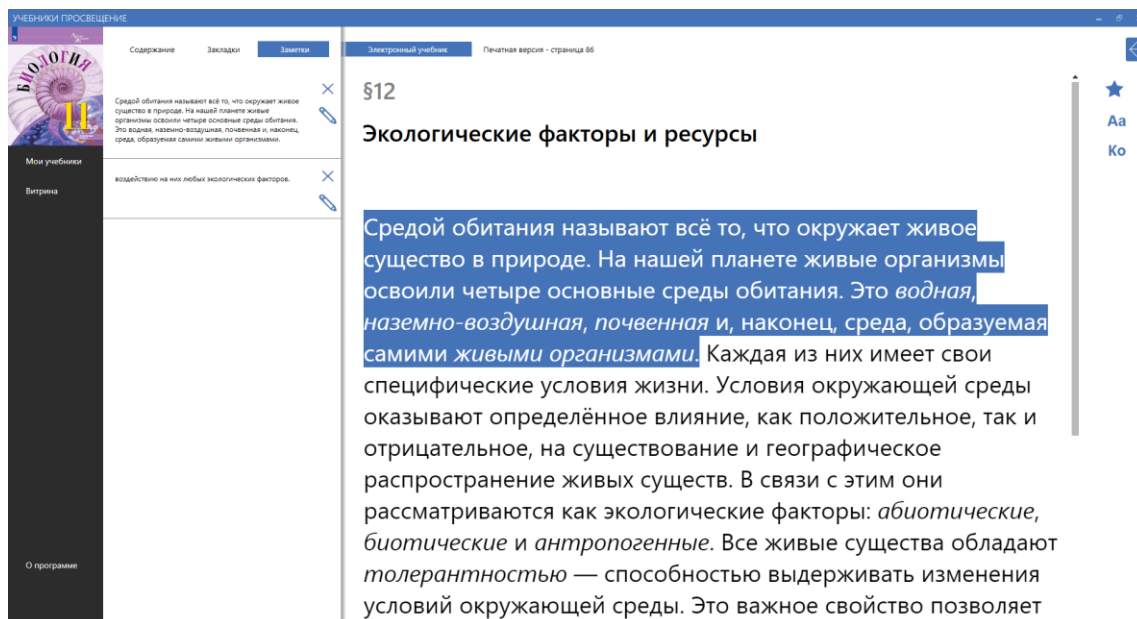 УЧЕБНИКИ ПРОСВЕЩЕНИЕ
БИОЛОГИЯ
11
Мои учебники
Витрина
О программе
Содержание Закладки Заметки
Средой обитания называют всё то, что окружает живое
существо в природе. На нашей планете живые
организмы освоили четыре основные среды обитания.
Это водная, наземно-воздушная, почвенная и, наконец,
среда, образуемая самими живыми организмами.
воздействию на них любых экологических факторов.
Электронный учебник Печатная версия - страница 86
§12
Экологические факторы и ресурсы
Средой обитания называют всё то, что окружает живое
существо в природе. На нашей планете живые организмы
освоили четыре основные среды обитания. Это водная,
наземно-воздушная, почвенная и, наконец, среда, образуемая
самими живыми организмами. Каждая из них имеет свои
специфические условия жизни. Условия окружающей среды
оказывают определённое влияние, как положительное, так и
отрицательное, на существование и географическое
распространение живых существ. В связи с этим они
рассматриваются как экологические факторы: абиотические,
биотические и антропогенные. Все живые существа обладают
толерантностью — способностью выдерживать изменения
условий окружающей среды. Это важное свойство позволяет
Aa
Ко